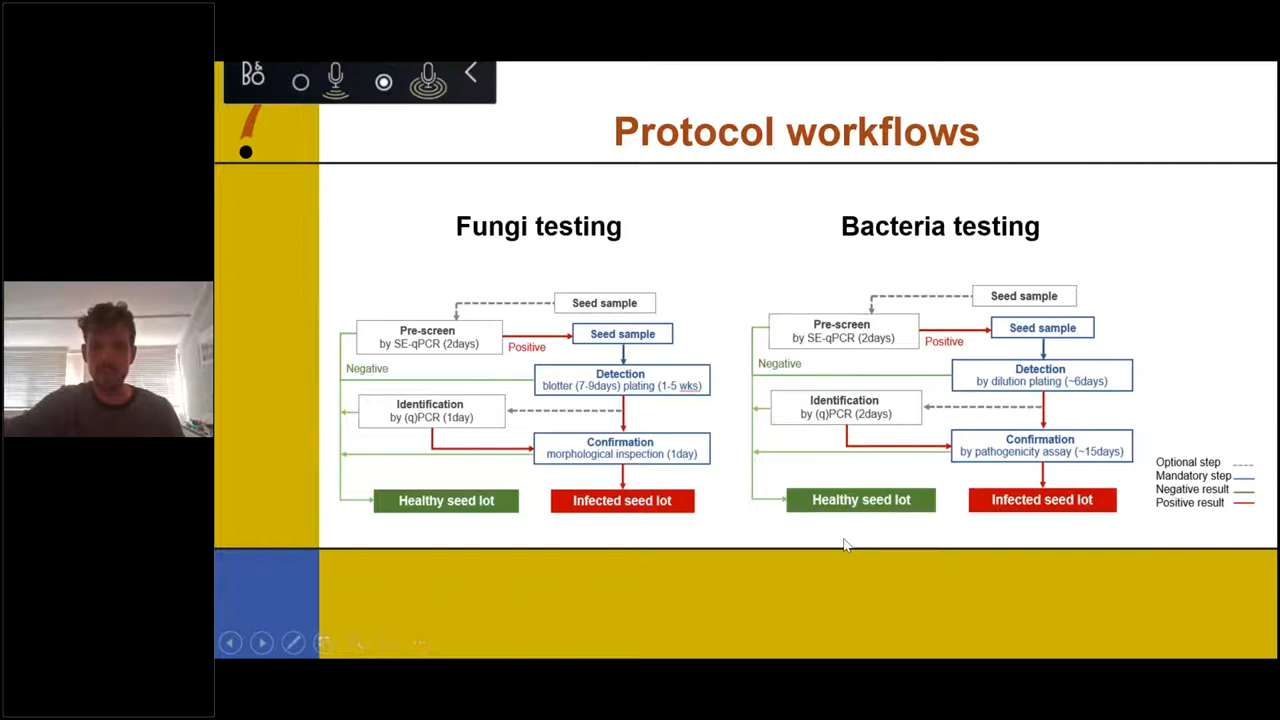 B&O
Protocol workflows
Fungi testing
Seed sample
Pre-screen
by SE-qPCR (2days)
Positive
Seed sample
Negative
Detection
blotter (7-9days) plating (1-5 wks)
Identification
by (q)PCR (1day)
Confirmation
morphological inspection (1day)
Healthy seed lot
Infected seed lot
Bacteria testing
Seed sample
Pre-screen
by SE-qPCR (2days)
Positive
Seed sample
Negative
Detection
by dilution plating (~6days)
Identification
by (q)PCR (2days)
Confirmation
by pathogenicity assay (~15days)
Healthy seed lot
Infected seed lot
Optional step
Mandatory step
Negative result
Positive result